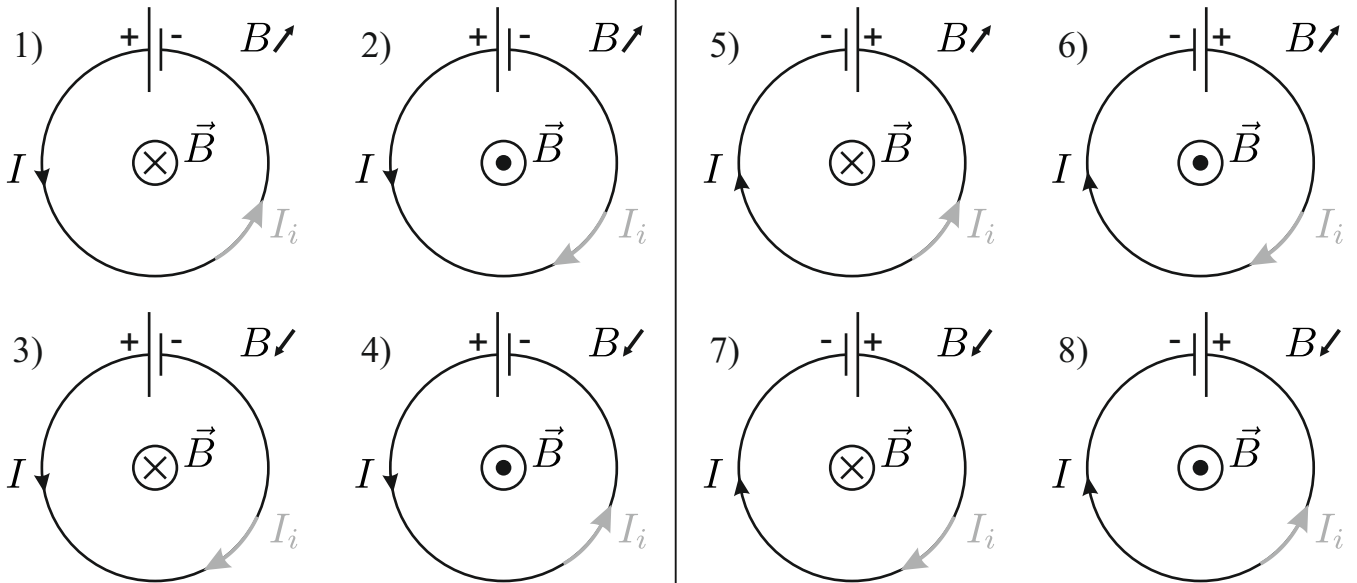 1) + - B↗ 2) + - B↗ 5) - + B↗ 6) - + B↗
I ⊗ B⃗ I ⊙ B⃗ I ⊗ B⃗ I ⊙ B⃗
I_i I_i I_i I_i
3) + - B↙ 4) + - B↙ 7) - + B↙ 8) - + B↙
I ⊗ B⃗ I ⊙ B⃗ I ⊗ B⃗ I ⊙ B⃗
I_i I_i I_i I_i